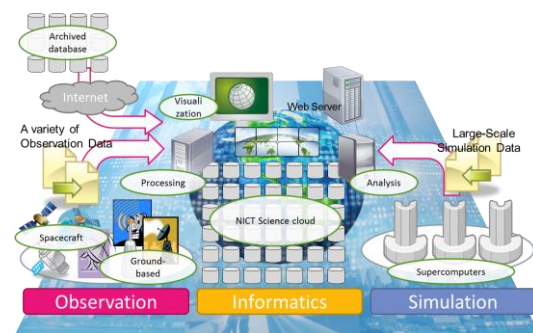 Archived
database
Internet
Visuali
zation
Web Server
A variety of
Observation Data
Large-Scale
Simulation Data
Processing
Analysis
NICT Science cloud
Spacecraft
Ground-
based
Supercomputers
Observation
Informatics
Simulation